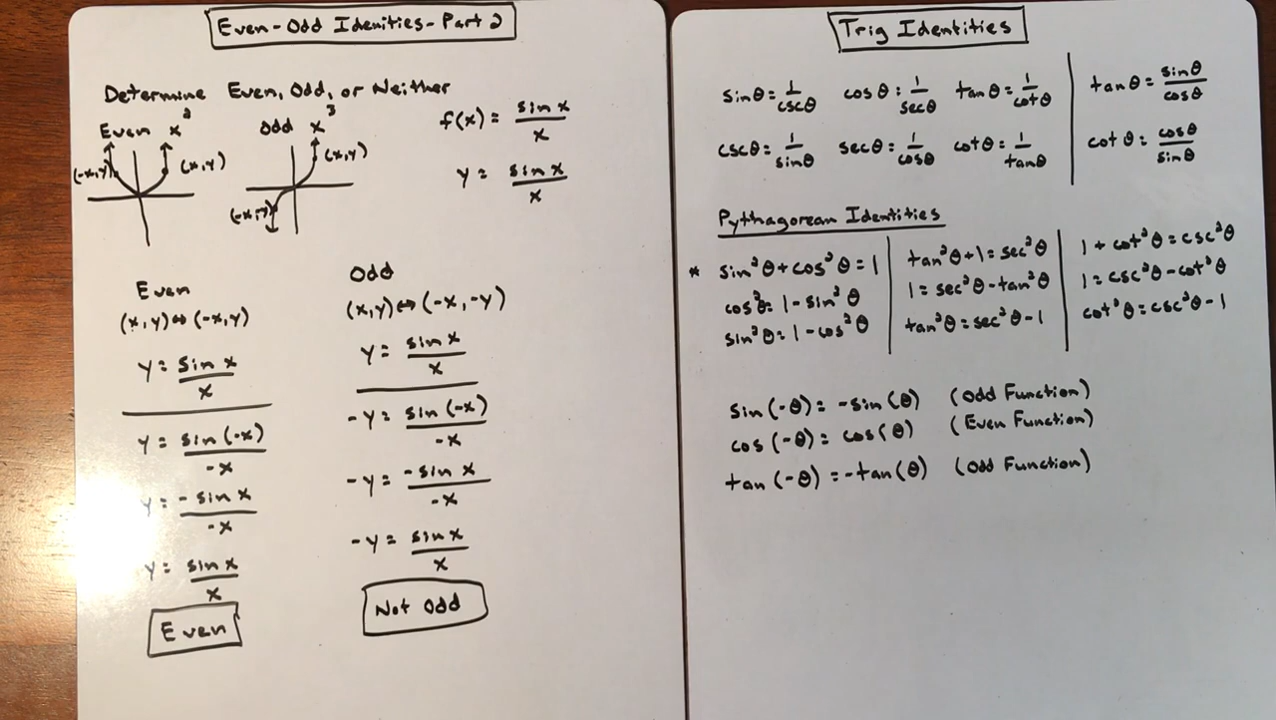 Even-Odd Idenities-Part 2
Determine Even, Odd, or Neither
Even x²
Odd x³
(-x,y)
(x,y)
(x,y)
(-x,-y)
f(x) = sin x / x
y = sin x / x
Even
(x,y) ↔ (-x,y)
y = sin x / x
y = sin(-x) / -x
y = -sin x / -x
y = sin x / x
Even
Odd
(x,y) ↔ (-x,-y)
y = sin x / x
-y = sin(-x) / -x
-y = -sin x / -x
-y = sin x / x
Not Odd
Trig Identities
sinθ = 1/cscθ cosθ = 1/secθ tanθ = 1/cotθ
cscθ = 1/sinθ secθ = 1/cosθ cotθ = 1/tanθ
tanθ = sinθ/cosθ
cotθ = cosθ/sinθ
Pythagorean Identities
* sin²θ + cos²θ = 1
cos²θ = 1 - sin²θ
sin²θ = 1 - cos²θ
tan²θ + 1 = sec²θ
1 = sec²θ - tan²θ
tan²θ = sec²θ - 1
1 + cot²θ = csc²θ
1 = csc²θ - cot²θ
cot²θ = csc²θ - 1
sin(-θ) = -sin(θ) (Odd Function)
cos(-θ) = cos(θ) (Even Function)
tan(-θ) = -tan(θ) (Odd Function)